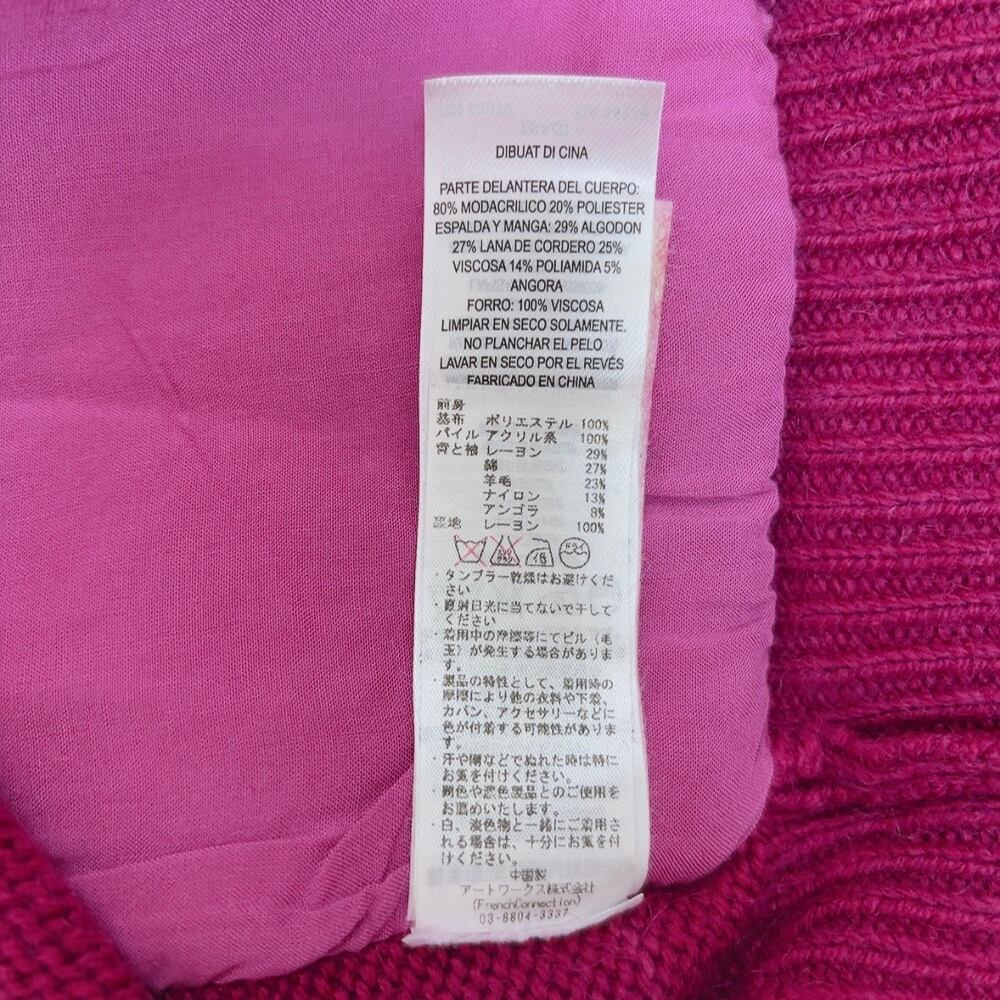 DIBUAT DI CINA
PARTE DELANTERA DEL CUERPO:
80% MODACRILICO 20% POLIESTER
ESPALDA Y MANGA: 29% ALGODON
27% LANA DE CORDERO 25%
VISCOSA 14% POLIAMIDA 5%
ANGORA
FORRO: 100% VISCOSA
LIMPIAR EN SECO SOLAMENTE.
NO PLANCHAR EL PELO
LAVAR EN SECO POR EL REVÉS
FABRICADO EN CHINA
前身
基布 ポリエステル 100%
パイル アクリル系 100%
背と袖 レーヨン 29%
綿 27%
羊毛 23%
ナイロン 13%
アンゴラ 8%
裏地 レーヨン 100%
ドライ
・タンブラー乾燥はお避けくだ
さい
・直射日光に当てないで干して
ください
・着用中の摩擦等にてピル（毛
玉）が発生する場合がありま
す。
・製品の特性として、着用時の
摩擦により他の衣料や下着、
カバン、アクセサリーなどに
色が付着する可能性がありま
す。
・汗や雨などでぬれた時は特に
お気を付けください。
・同色や濃色製品とのご使用を
お薦めいたします。
・白、淡色物と一緒にご着用さ
れる場合は、十分にお気を付
けください。
中国製
アートワークス株式会社
(FrenchConnection)
03-6804-3337